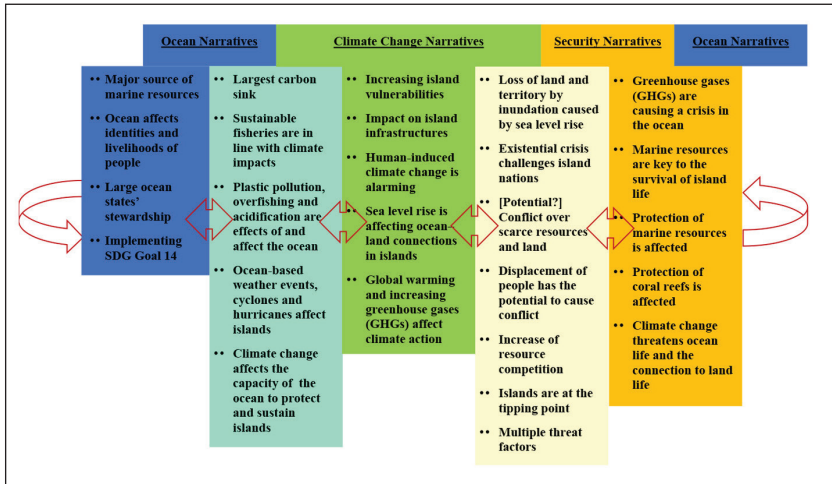 Ocean Narratives
Climate Change Narratives
Security Narratives
Ocean Narratives
•• Major source of
marine resources
•• Ocean affects
identities and
livelihoods of
people
•• Large ocean
states'
stewardship
•• Implementing
SDG Goal 14
•• Largest carbon
sink
•• Sustainable
fisheries are in
line with climate
impacts
•• Plastic pollution,
overfishing and
acidification are
effects of and
affect the ocean
•• Ocean-based
weather events,
cyclones and
hurricanes affect
islands
•• Climate change
affects the
capacity of the
ocean to protect
and sustain
islands
•• Increasing island
vulnerabilities
•• Impact on island
infrastructures
•• Human-induced
climate change is
alarming
•• Sea level rise is
affecting ocean-
land connections
in islands
•• Global warming
and increasing
greenhouse gases
(GHGs) affect
climate action
•• Loss of land and
territory by
inundation caused
by sea level rise
•• Existential crisis
challenges island
nations
•• [Potential?]
Conflict over
scarce resources
and land
•• Displacement of
people has the
potential to cause
conflict
•• Increase of
resource
competition
•• Islands are at the
tipping point
•• Multiple threat
factors
•• Greenhouse gases
(GHGs) are
causing a crisis in
the ocean
•• Marine resources
are key to the
survival of island
life
•• Protection of
marine resources
is affected
•• Protection of
coral reefs is
affected
•• Climate change
threatens ocean
life and the
connection to land
life